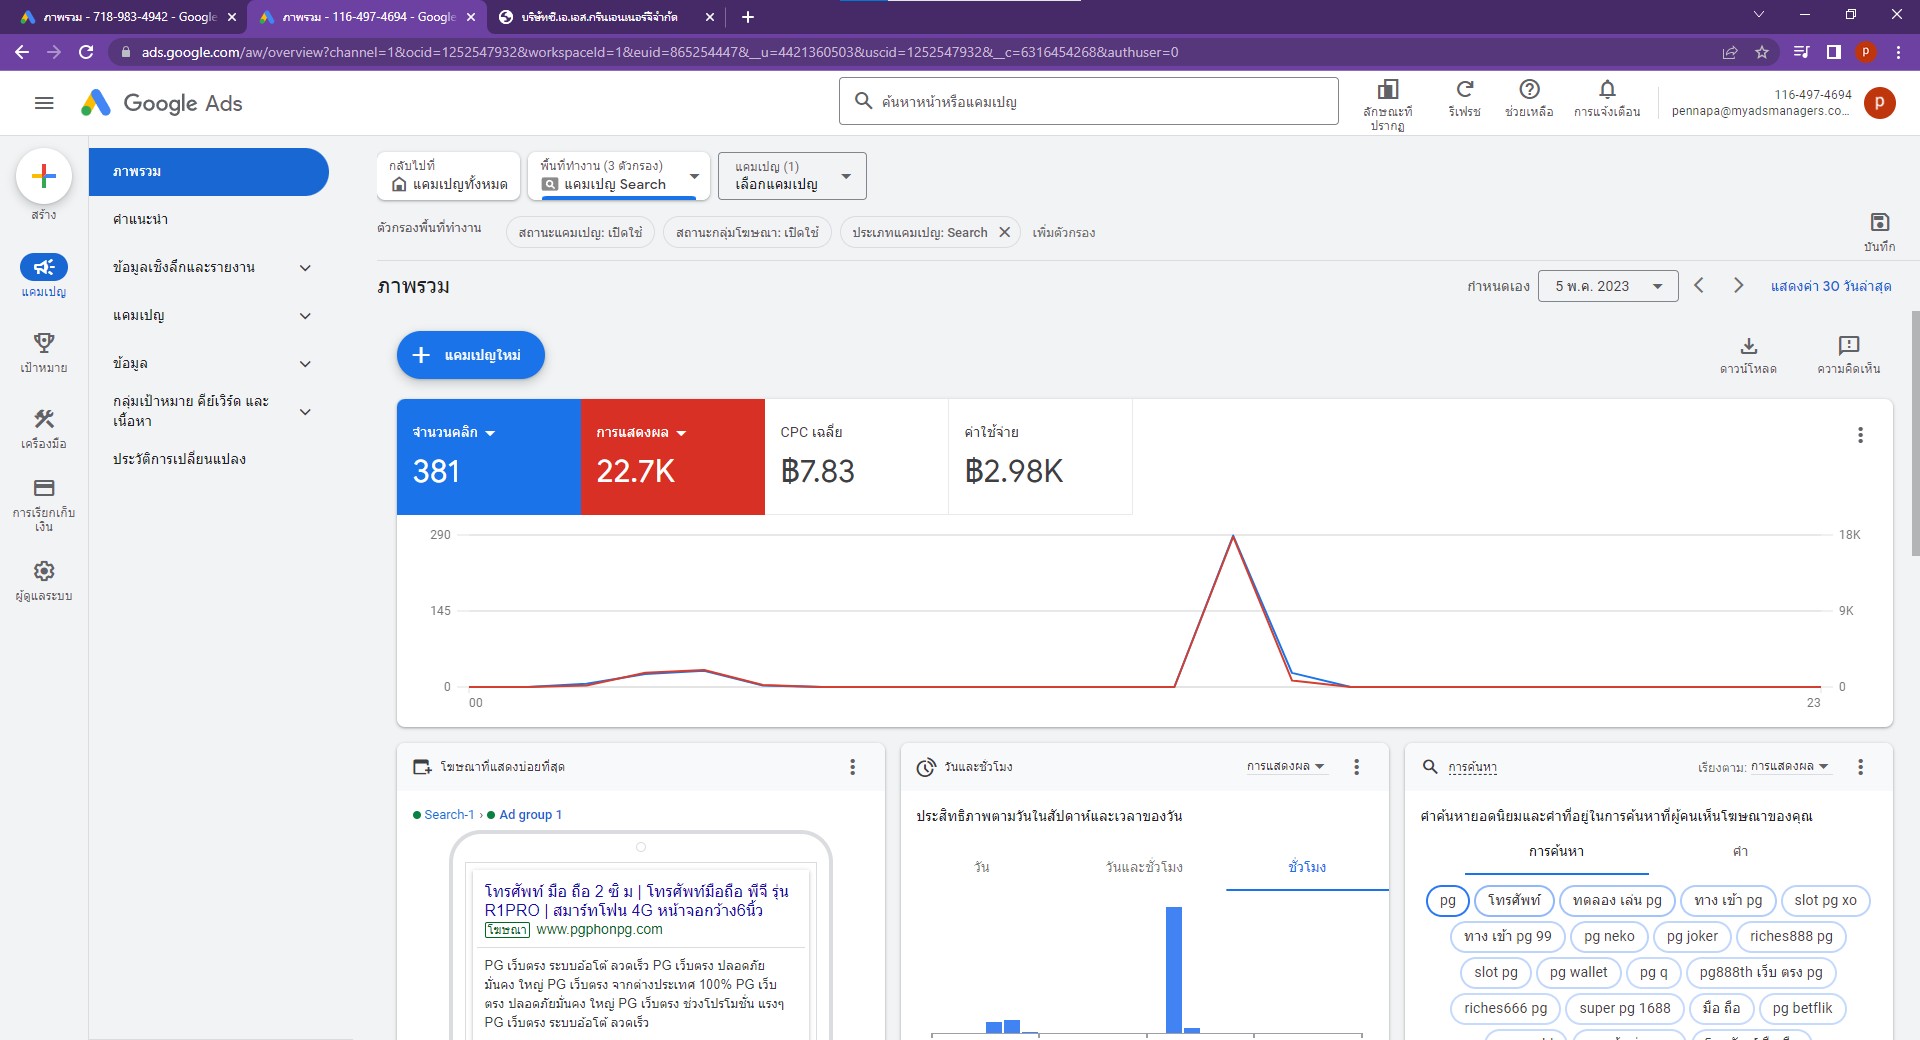 ภาพรวม - 718-983-4942 - Google
ภาพรวม - 116-497-4694 - Google
บริษัทซี.เอ.เอส.กรีนเอนเนอร์จีจำกัด
ads.google.com/aw/overview?channel=1&ocid=1252547932&workspaceId=1&euid=865254447&__u=4421360503&uscid=1252547932&__c=6316454268&authuser=0
p
Google Ads
ค้นหาหน้าหรือแคมเปญ
ลักษณะที่
ปรากฏ
รีเฟรช
ช่วยเหลือ
การแจ้งเตือน
116-497-4694
pennapa@myadsmanagers.co...
p
สร้าง
แคมเปญ
เป้าหมาย
เครื่องมือ
การเรียกเก็บ
เงิน
ผู้ดูแลระบบ
ภาพรวม
คำแนะนำ
ข้อมูลเชิงลึกและรายงาน
แคมเปญ
ข้อมูล
กลุ่มเป้าหมาย คีย์เวิร์ด และ
เนื้อหา
ประวัติการเปลี่ยนแปลง
กลับไปที่
แคมเปญทั้งหมด
พื้นที่ทำงาน (3 ตัวกรอง)
แคมเปญ Search
แคมเปญ (1)
เลือกแคมเปญ
ตัวกรองพื้นที่ทำงาน
สถานะแคมเปญ: เปิดใช้
สถานะกลุ่มโฆษณา: เปิดใช้
ประเภทแคมเปญ: Search
เพิ่มตัวกรอง
บันทึก
ภาพรวม
กำหนดเอง
5 พ.ค. 2023
แสดงค่า 30 วันล่าสุด
แคมเปญใหม่
ดาวน์โหลด
ความคิดเห็น
จำนวนคลิก
381
การแสดงผล
22.7K
CPC เฉลี่ย
฿7.83
ค่าใช้จ่าย
฿2.98K
290
18K
145
9K
0
0
00
23
โฆษณาที่แสดงบ่อยที่สุด
Search-1 › Ad group 1
โทรศัพท์ มือ ถือ 2 ซิ ม | โทรศัพท์มือถือ พีจี รุ่น
R1PRO | สมาร์ทโฟน 4G หน้าจอกว้าง6นิ้ว
โฆษณา www.pgphonpg.com
PG เว็บตรง ระบบอ้อโต้ ลวดเร็ว PG เว็บตรง ปลอดภัย
มั่นคง ใหญ่ PG เว็บตรง จากต่างประเทศ 100% PG เว็บ
ตรง ปลอดภัยมั่นคง ใหญ่ PG เว็บตรง ช่วงโปรโมชั่น แรงๆ
PG เว็บตรง ระบบอ้อโต้ ลวดเร็ว
วันและชั่วโมง
การแสดงผล
ประสิทธิภาพตามวันในสัปดาห์และเวลาของวัน
วัน
วันและชั่วโมง
ชั่วโมง
การค้นหา
เรียงตาม: การแสดงผล
คำค้นหายอดนิยมและคำที่อยู่ในการค้นหาที่ผู้คนเห็นโฆษณาของคุณ
การค้นหา
คำ
pg
โทรศัพท์
ทดลอง เล่น pg
ทาง เข้า pg
slot pg xo
ทาง เข้า pg 99
pg neko
pg joker
riches888 pg
slot pg
pg wallet
pg q
pg888th เว็บ ตรง pg
riches666 pg
super pg 1688
มือ ถือ
pg betflik